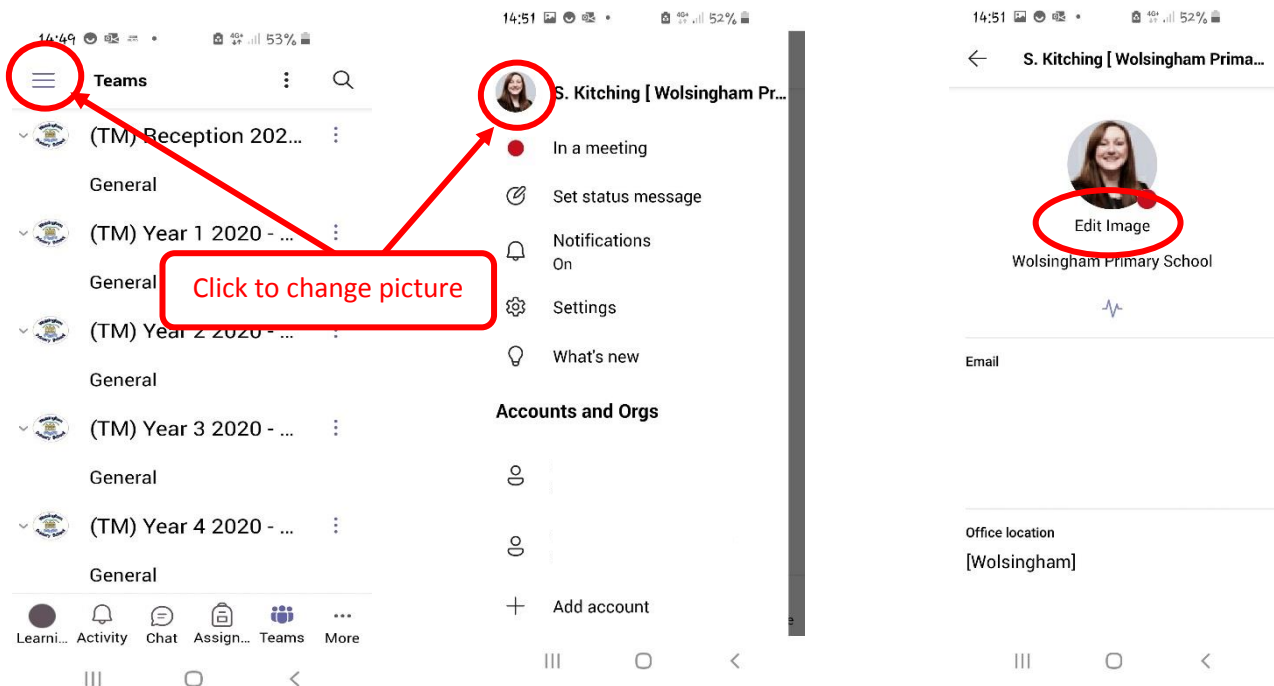 14:49
53%
Teams
(TM) Reception 202...
General
(TM) Year 1 2020 - ...
General
(TM) Year 2 2020 - ...
General
(TM) Year 3 2020 - ...
General
(TM) Year 4 2020 - ...
General
Learni... Activity Chat Assign... Teams More
Click to change picture
14:51
4G+
52%
S. Kitching [ Wolsingham Pr...
In a meeting
Set status message
Notifications
On
Settings
What's new
Accounts and Orgs
Add account
14:51
4G+
52%
S. Kitching [ Wolsingham Prima...
Edit Image
Wolsingham Primary School
Email
Office location
[Wolsingham]